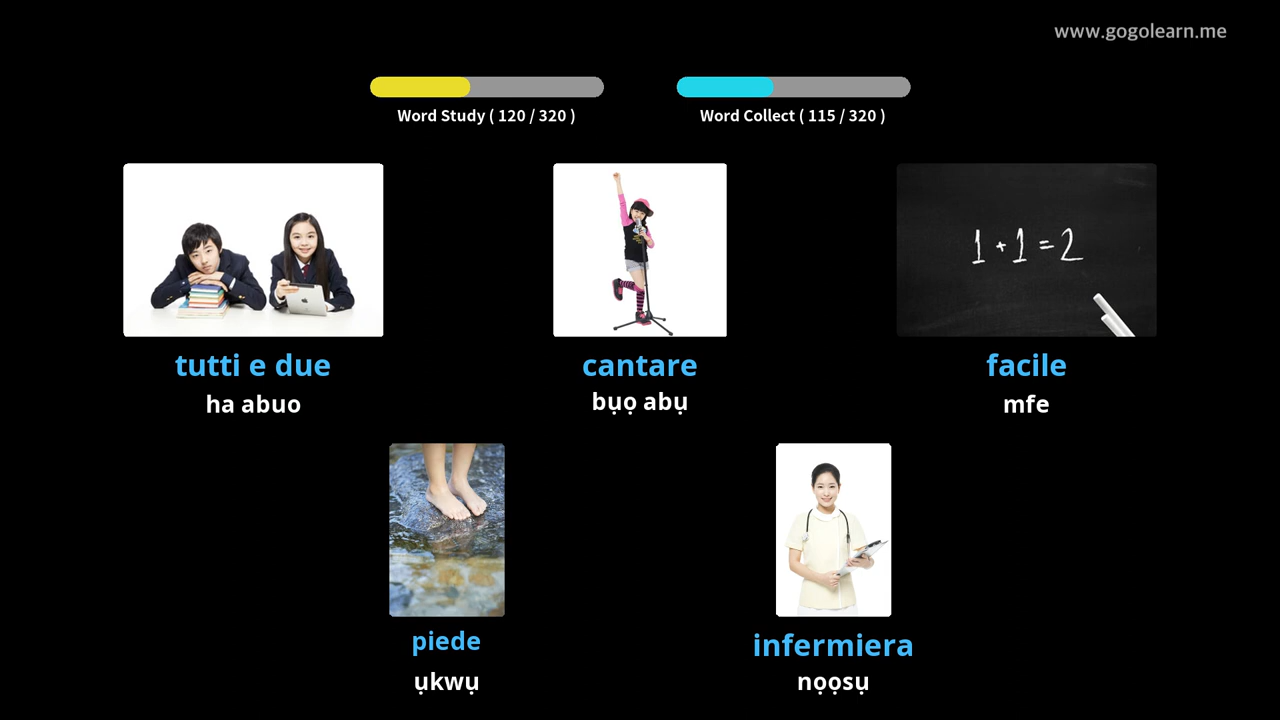 www.gogolearn.me
Word Study ( 120 / 320 )
Word Collect ( 115 / 320 )
1 + 1 = 2
tutti e due
cantare
facile
ha abuo
bụọ abụ
mfe
piede
infermiera
ụkwụ
nọọsụ